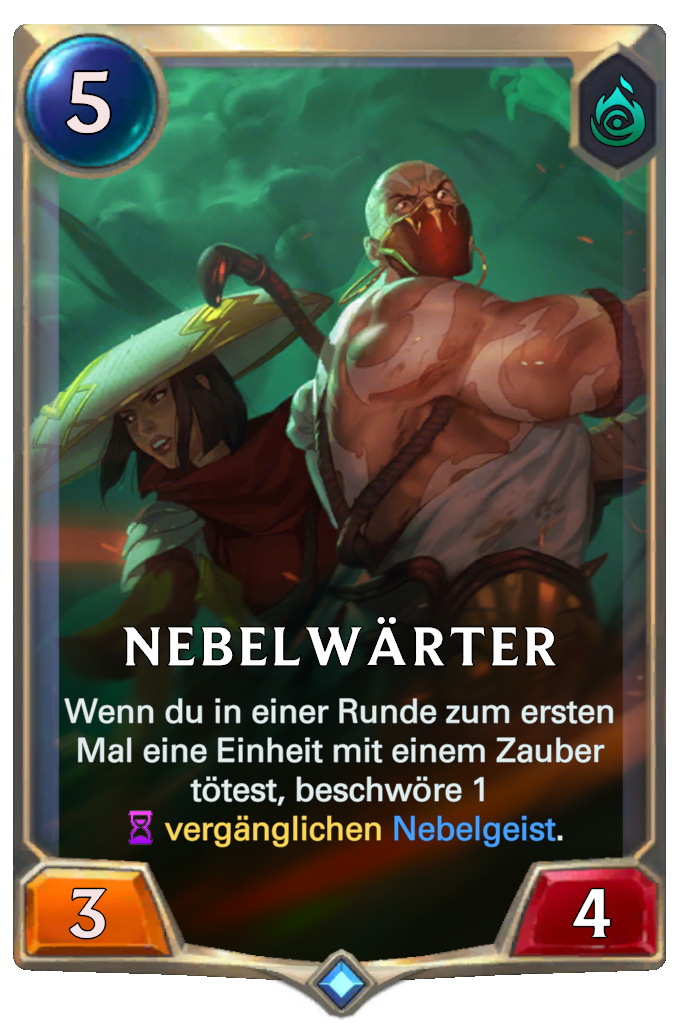 5
NEBELWÄRTER
Wenn du in einer Runde zum ersten
Mal eine Einheit mit einem Zauber
tötest, beschwöre 1
vergänglichen Nebelgeist.
3
4